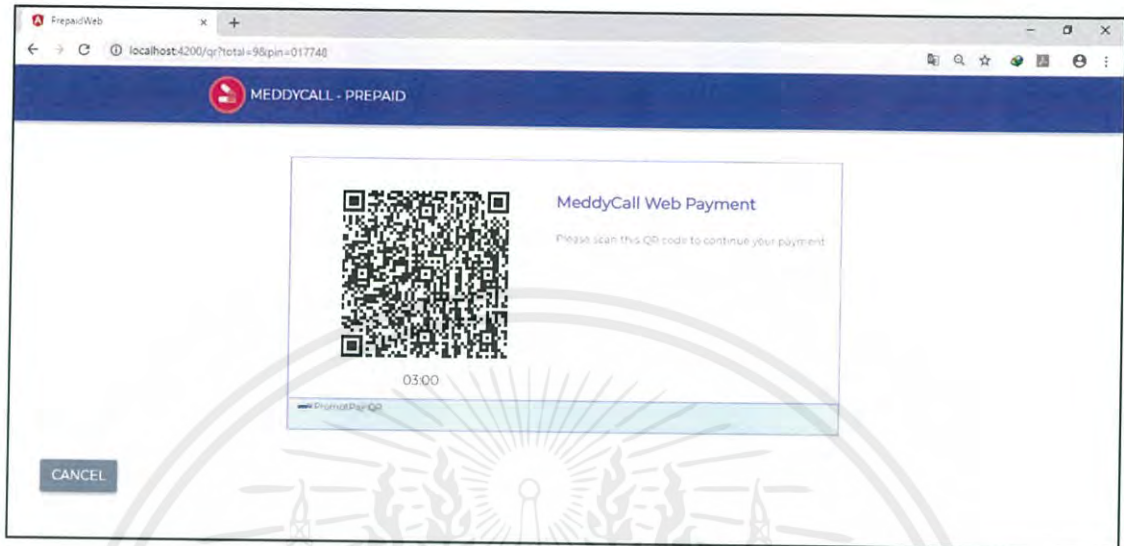 PrepaidWeb
localhost:4200/qr?total=9&pin=017748
MEDDYCALL - PREPAID
MeddyCall Web Payment
Please scan this QR code to continue your payment
03:00
PromptPay QR
CANCEL